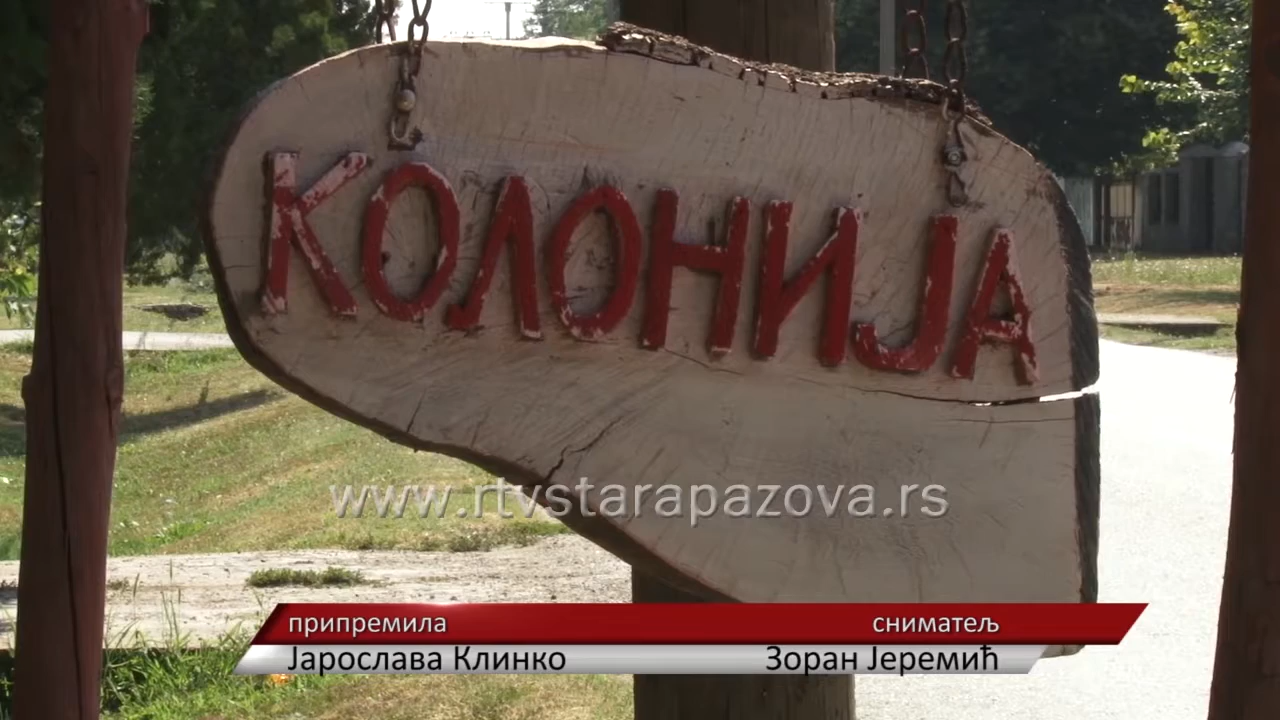 КОЛОНИЈА
www.rtvstarapazova.rs
припремила
сниматељ
Јарослава Клинко
Зоран Јеремић